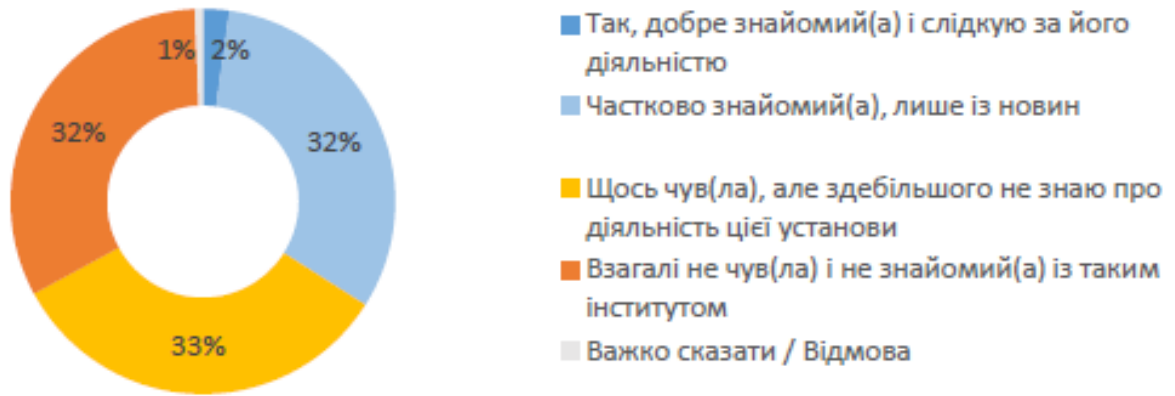 1%
2%
32%
32%
33%
Так, добре знайомий(а) і слідкую за його
діяльністю
Частково знайомий(а), лише із новин
Щось чув(ла), але здебільшого не знаю про
діяльність цієї установи
Взагалі не чув(ла) і не знайомий(а) із таким
інститутом
Важко сказати / Відмова